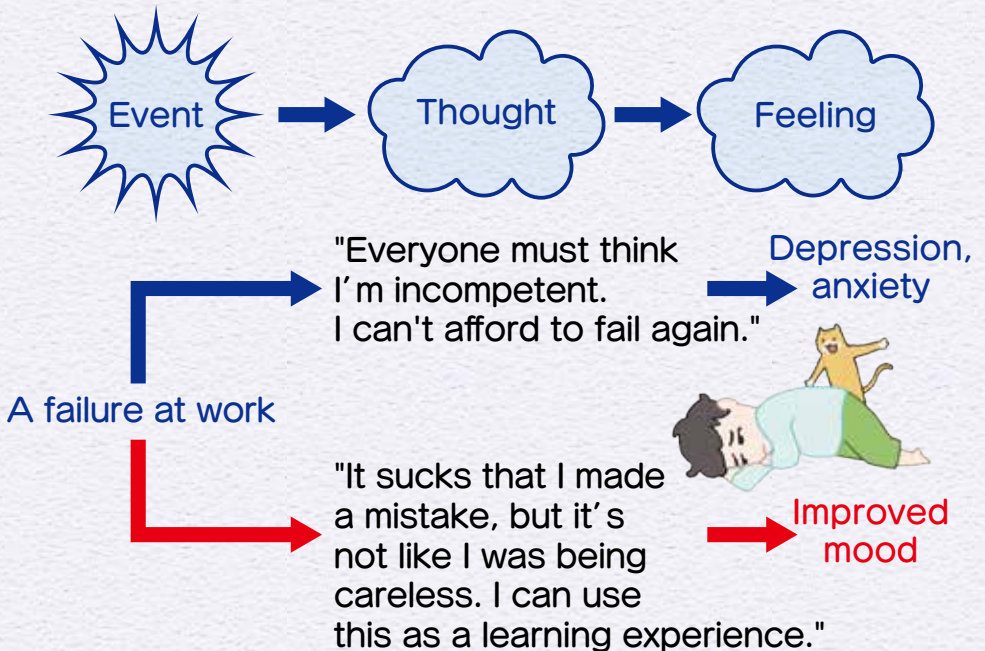 Event
Thought
Feeling
"Everyone must think
I′m incompetent.
I can't afford to fail again."
Depression,
anxiety
A failure at work
"It sucks that I made
a mistake, but it′s
not like I was being
careless. I can use
this as a learning experience."
Improved
mood